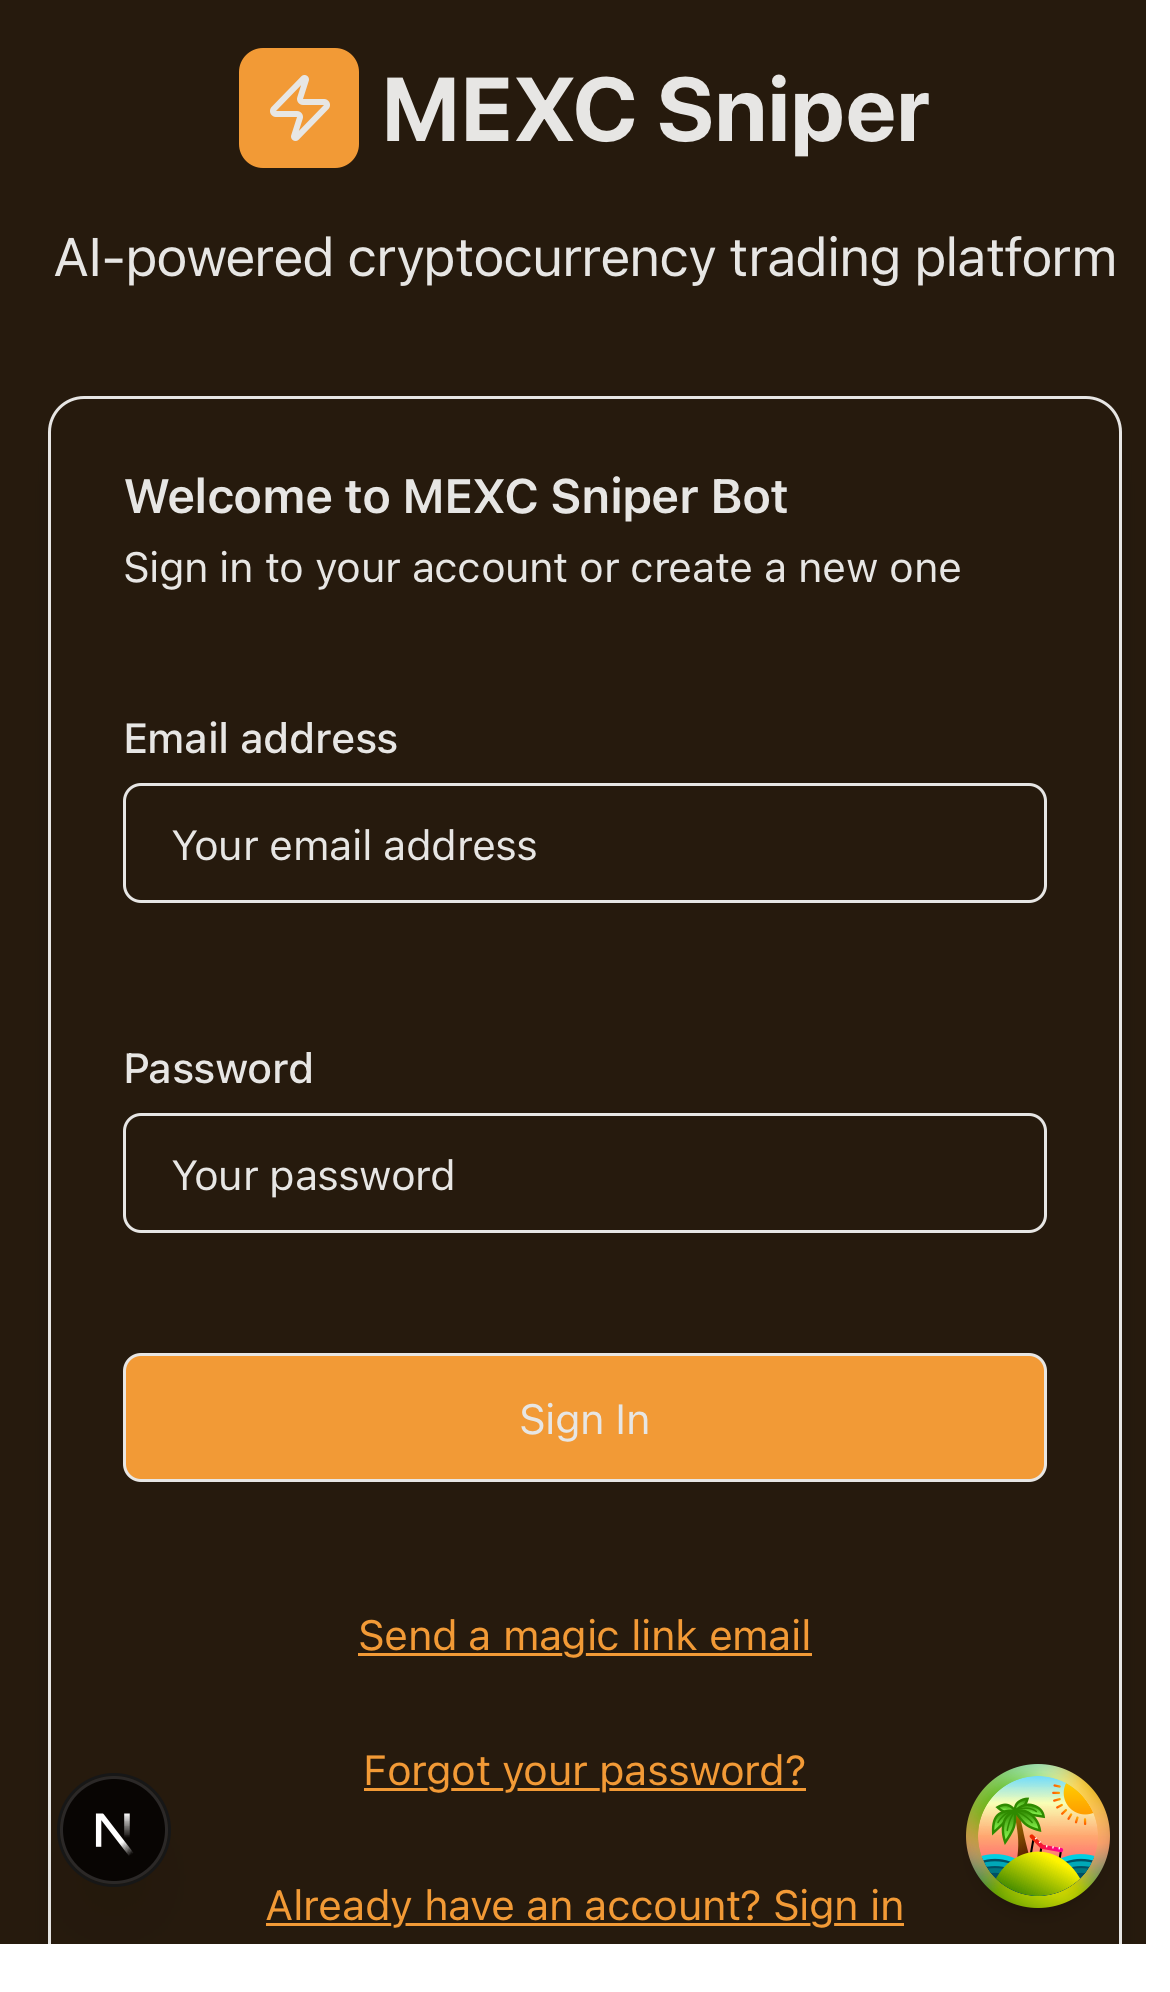 MEXC Sniper
AI-powered cryptocurrency trading platform
Welcome to MEXC Sniper Bot
Sign in to your account or create a new one
Email address
Your email address
Password
Your password
Sign In
Send a magic link email
Forgot your password?
N
Already have an account? Sign in